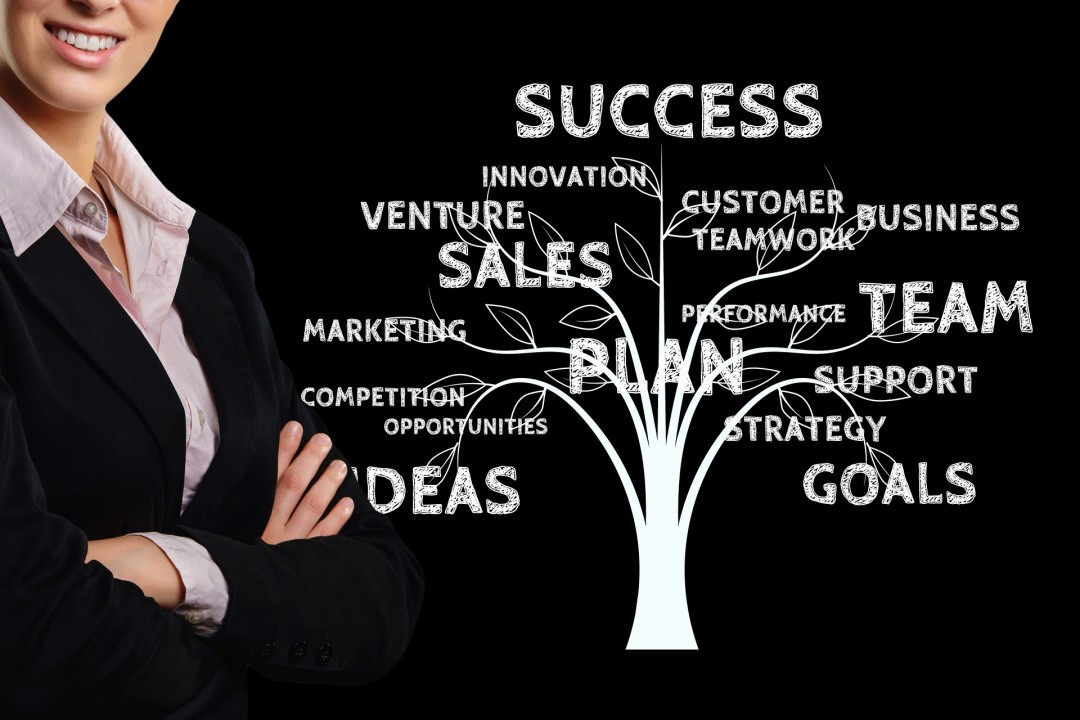 SUCCESS
INNOVATION
CUSTOMER
VENTURE
BUSINESS
TEAMWORK
SALES
TEAM
PERFORMANCE
MARKETING
PLAN
SUPPORT
COMPETITION
OPPORTUNITIES
STRATEGY
IDEAS
GOALS